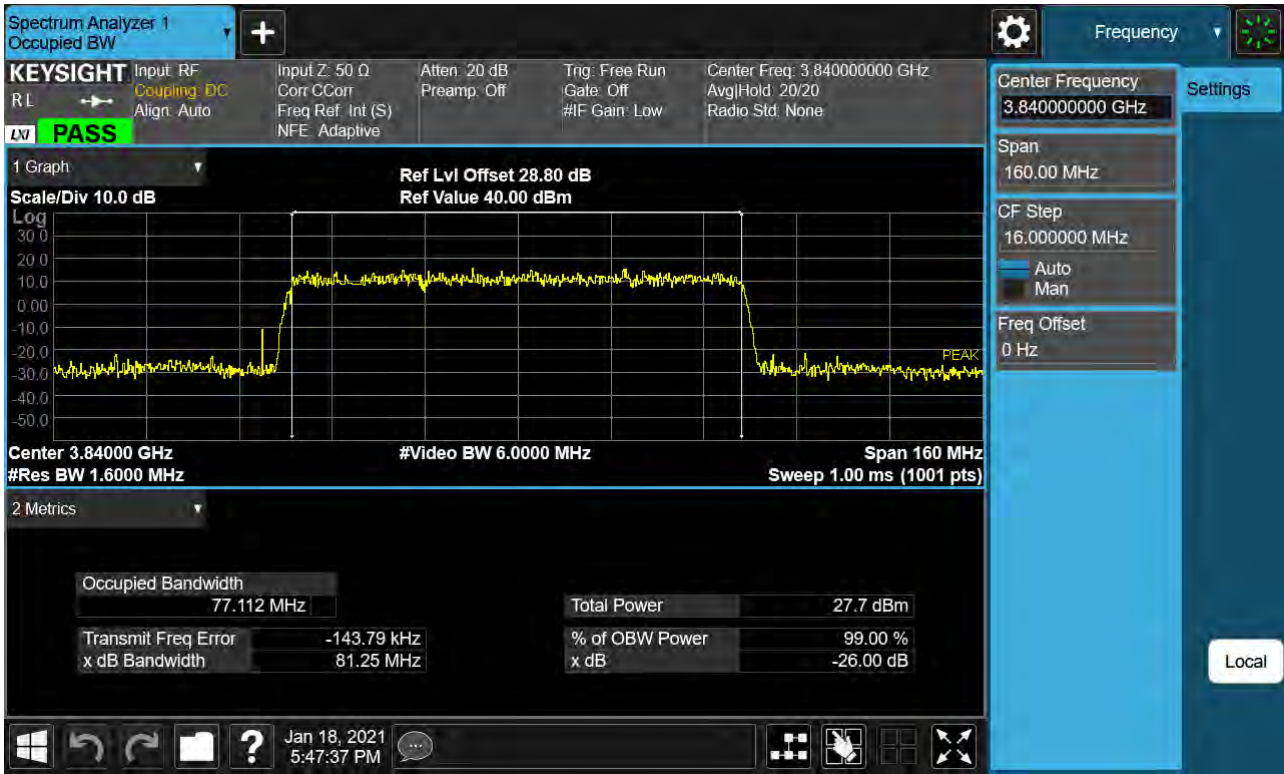 Spectrum Analyzer 1
Occupied BW
+
Frequency
KEYSIGHT
RL
LXI PASS
Input: RF
Coupling: DC
Align: Auto
Input Z: 50 Ω
Corr CCorr
Freq Ref: Int (S)
NFE: Adaptive
Atten: 20 dB
Preamp: Off
Trig: Free Run
Gate: Off
#IF Gain: Low
Center Freq: 3.840000000 GHz
Avg|Hold: 20/20
Radio Std: None
Center Frequency
3.840000000 GHz
Settings
Span
160.00 MHz
CF Step
16.000000 MHz
Auto
Man
Freq Offset
0 Hz
1 Graph
Scale/Div 10.0 dB
Ref Lvl Offset 28.80 dB
Ref Value 40.00 dBm
Log
30.0
20.0
10.0
0.00
-10.0
-20.0
-30.0
-40.0
-50.0
PEAK
Center 3.84000 GHz
#Video BW 6.0000 MHz
Span 160 MHz
#Res BW 1.6000 MHz
Sweep 1.00 ms (1001 pts)
2 Metrics
Occupied Bandwidth
77.112 MHz
Total Power 27.7 dBm
Transmit Freq Error -143.79 kHz
% of OBW Power 99.00 %
x dB Bandwidth 81.25 MHz
x dB -26.00 dB
Local
?
Jan 18, 2021
5:47:37 PM